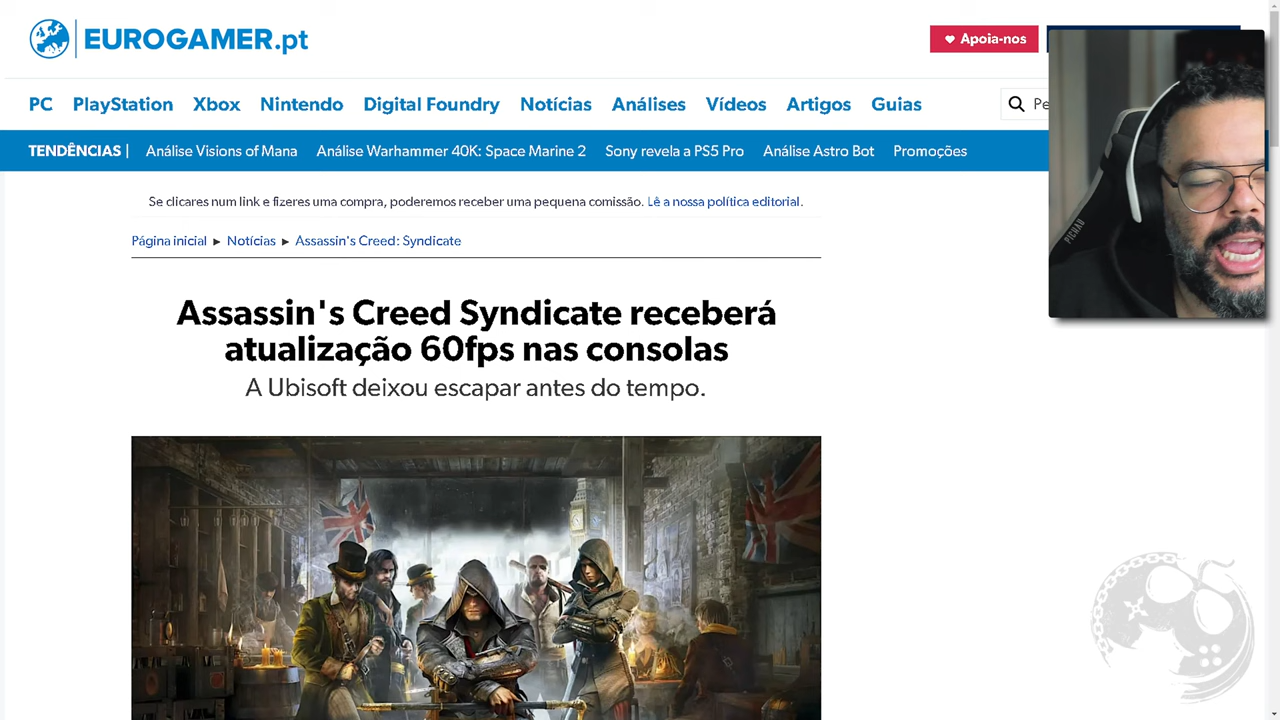 EUROGAMER.pt
Apoia-nos
PC PlayStation Xbox Nintendo Digital Foundry Notícias Análises Vídeos Artigos Guias
Pe
TENDÊNCIAS | Análise Visions of Mana Análise Warhammer 40K: Space Marine 2 Sony revela a PS5 Pro Análise Astro Bot Promoções
Se clicares num link e fizeres uma compra, poderemos receber uma pequena comissão. Lê a nossa política editorial.
Página inicial ► Notícias ► Assassin's Creed: Syndicate
Assassin's Creed Syndicate receberá
atualização 60fps nas consolas
A Ubisoft deixou escapar antes do tempo.
PICHAU